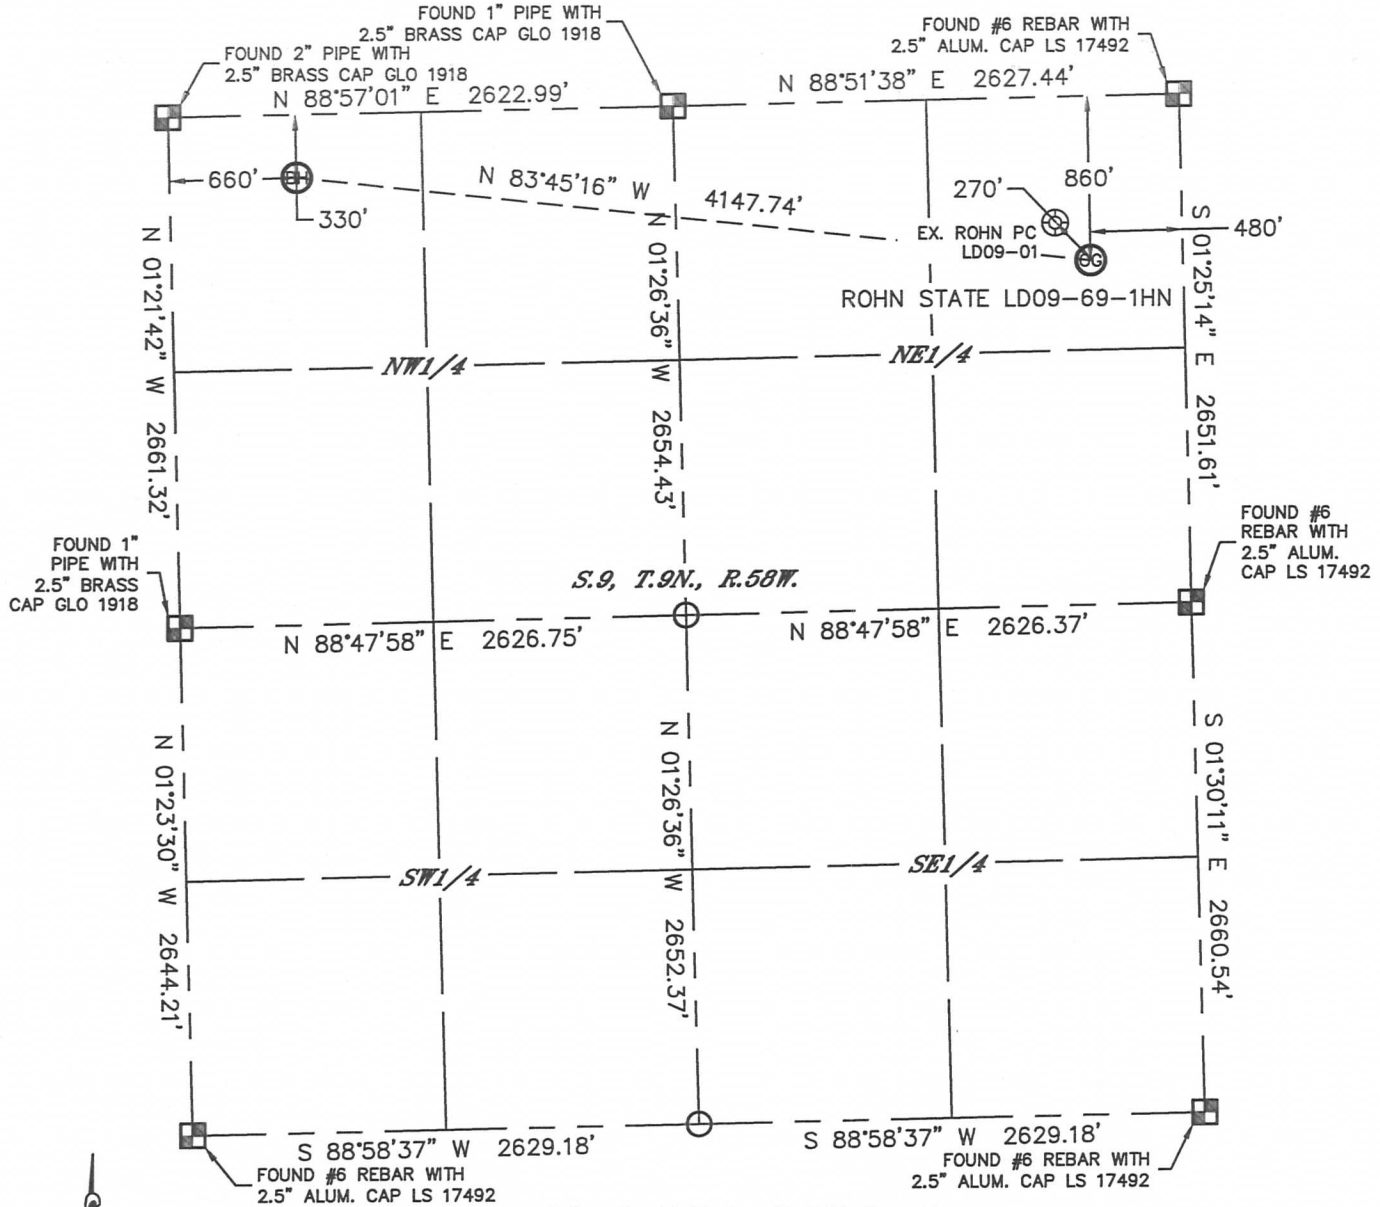 FOUND 1" PIPE WITH
2.5" BRASS CAP GLO 1918
FOUND 2" PIPE WITH
2.5" BRASS CAP GLO 1918
FOUND #6 REBAR WITH
2.5" ALUM. CAP LS 17492
N 88°57'01" E 2622.99'
N 88°51'38" E 2627.44'
660'
BH
330'
N 83°45'16" W 4147.74'
270'
860'
480'
EX. ROHN PC
LD09-01
ROHN STATE LD09-69-1HN
N 01°21'42" W 2661.32'
N 01°26'36" W 2654.43'
S 01°25'14" E 2651.61'
NW1/4
NE1/4
FOUND 1"
PIPE WITH
2.5" BRASS
CAP GLO 1918
S.9, T.9N., R.58W.
FOUND #6
REBAR WITH
2.5" ALUM.
CAP LS 17492
N 88°47'58" E 2626.75'
N 88°47'58" E 2626.37'
N 01°23'30" W 2644.21'
N 01°26'36" W 2652.37'
S 01°30'11" E 2660.54'
SW1/4
SE1/4
S 88°58'37" W 2629.18'
S 88°58'37" W 2629.18'
FOUND #6 REBAR WITH
2.5" ALUM. CAP LS 17492
FOUND #6 REBAR WITH
2.5" ALUM. CAP LS 17492